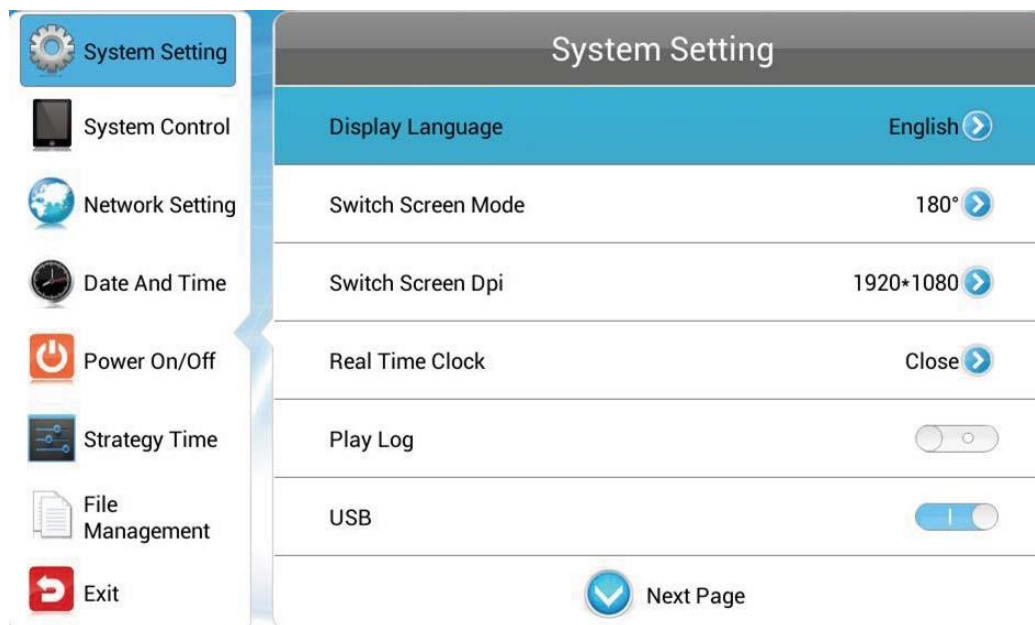 System Setting
System Control
Network Setting
Date And Time
Power On/Off
Strategy Time
File
Management
Exit
System Setting
Display Language English
Switch Screen Mode 180°
Switch Screen Dpi 1920*1080
Real Time Clock Close
Play Log
USB
Next Page